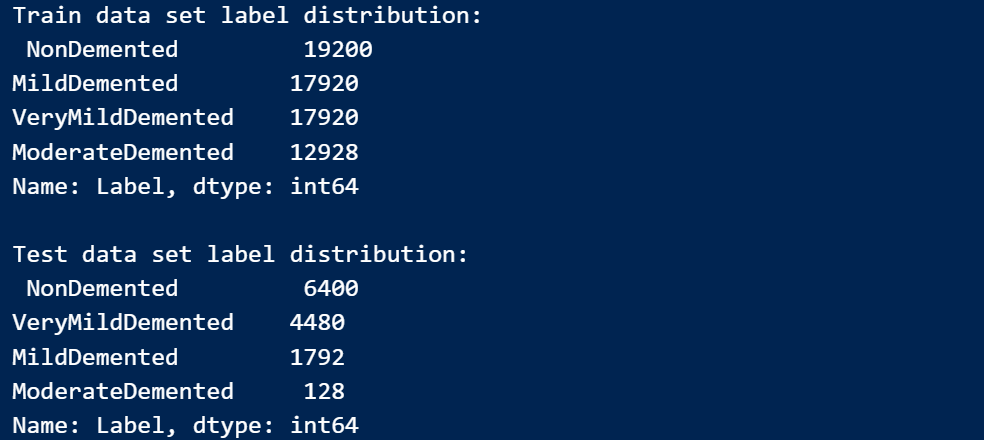 Train data set label distribution:
 NonDemented         19200
MildDemented        17920
VeryMildDemented    17920
ModerateDemented    12928
Name: Label, dtype: int64

Test data set label distribution:
 NonDemented         6400
VeryMildDemented    4480
MildDemented        1792
ModerateDemented     128
Name: Label, dtype: int64